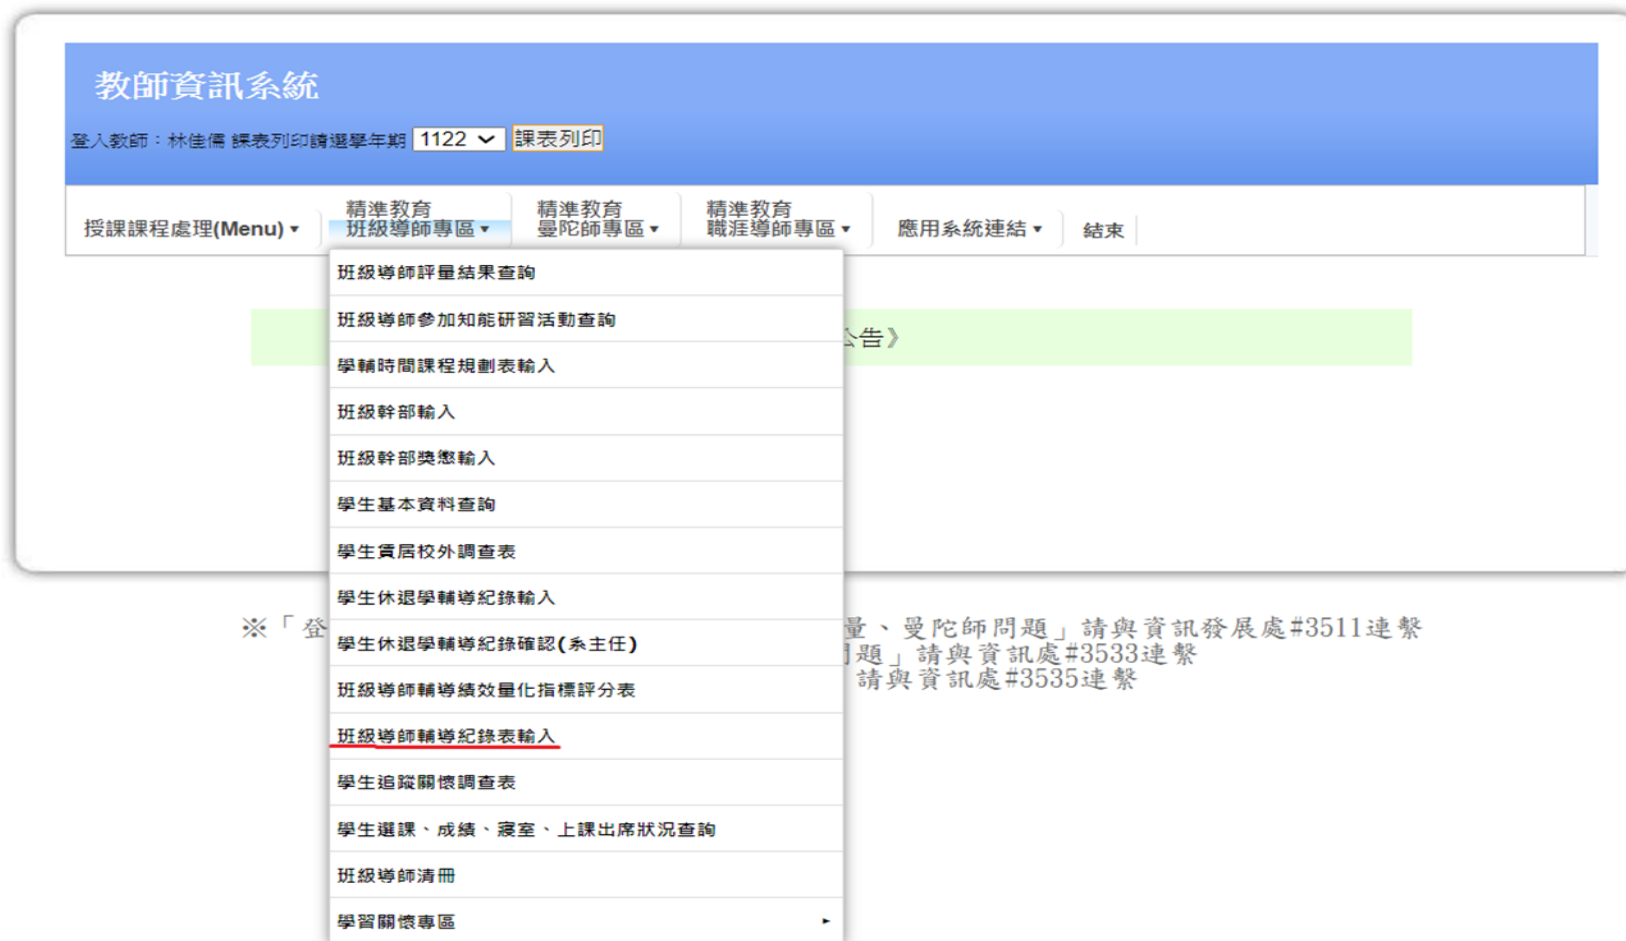 教師資訊系統
登入教師：林佳儒 課表列印請選學年期 1122 課表列印
授課課程處理(Menu)▼
精準教育
班級導師專區▼
精準教育
曼陀師專區▼
精準教育
職涯導師專區▼
應用系統連結▼
結束
公告》
班級導師評量結果查詢
班級導師參加知能研習活動查詢
學輔時間課程規劃表輸入
班級幹部輸入
班級幹部獎懲輸入
學生基本資料查詢
學生賃居校外調查表
學生休退學輔導紀錄輸入
學生休退學輔導紀錄確認(系主任)
班級導師輔導績效量化指標評分表
班級導師輔導紀錄表輸入
學生追蹤關懷調查表
學生選課、成績、寢室、上課出席狀況查詢
班級導師清冊
學習關懷專區
※「登
量、曼陀師問題」請與資訊發展處#3511連繫
問題」請與資訊處#3533連繫
請與資訊處#3535連繫